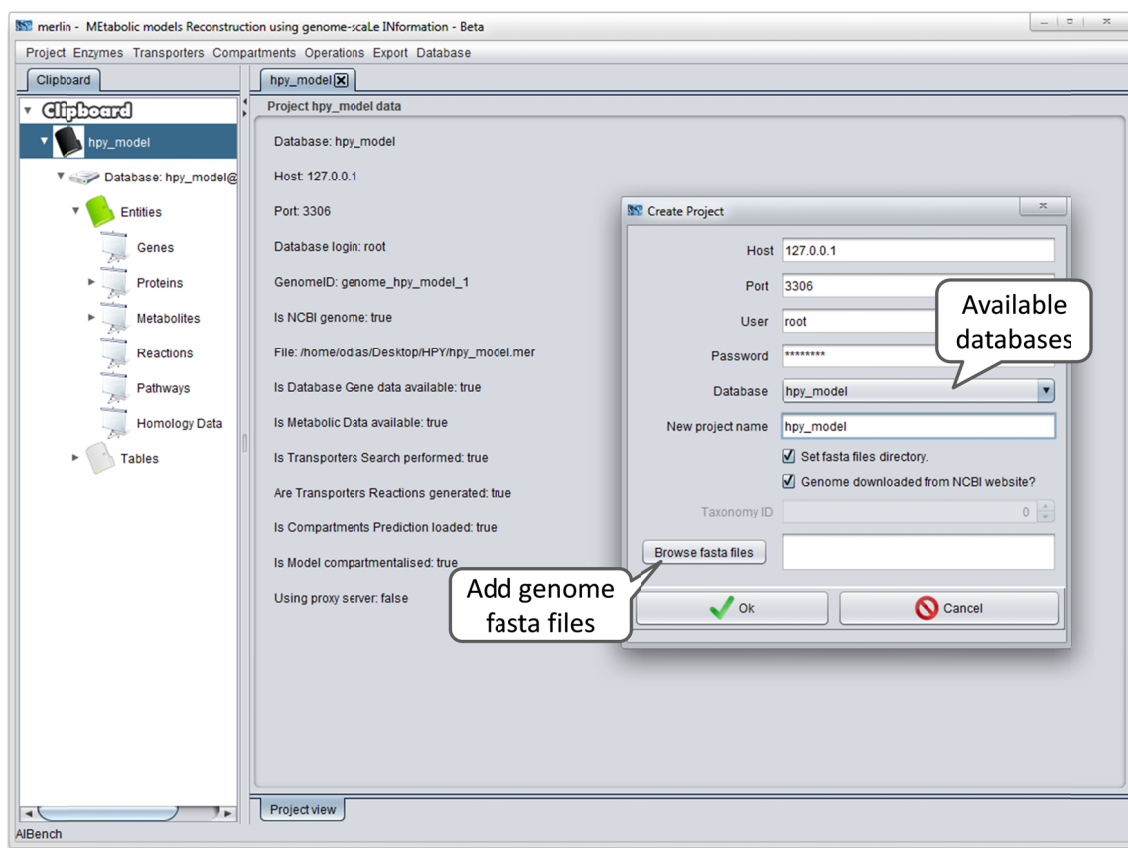 merlin - MEtabolic models Reconstruction using genome-scaLe INformation - Beta
Project Enzymes Transporters Compartments Operations Export Database
Clipboard
Clipboard
hpy_model
Database: hpy_model@
Entities
Genes
Proteins
Metabolites
Reactions
Pathways
Homology Data
Tables
AIBench
hpy_model
Project hpy_model data
Database: hpy_model
Host: 127.0.0.1
Port: 3306
Database login: root
GenomeID: genome_hpy_model_1
Is NCBI genome: true
File: /home/odias/Desktop/HPY/hpy_model.mer
Is Database Gene data available: true
Is Metabolic Data available: true
Is Transporters Search performed: true
Are Transporters Reactions generated: true
Is Compartments Prediction loaded: true
Is Model compartmentalised: true
Using proxy server: false
Project view
Create Project
Host 127.0.0.1
Port 3306
User root
Password ********
Database hpy_model
New project name hpy_model
Set fasta files directory.
Genome downloaded from NCBI website?
Taxonomy ID 0
Browse fasta files
Ok Cancel
Available
databases
Add genome
fasta files